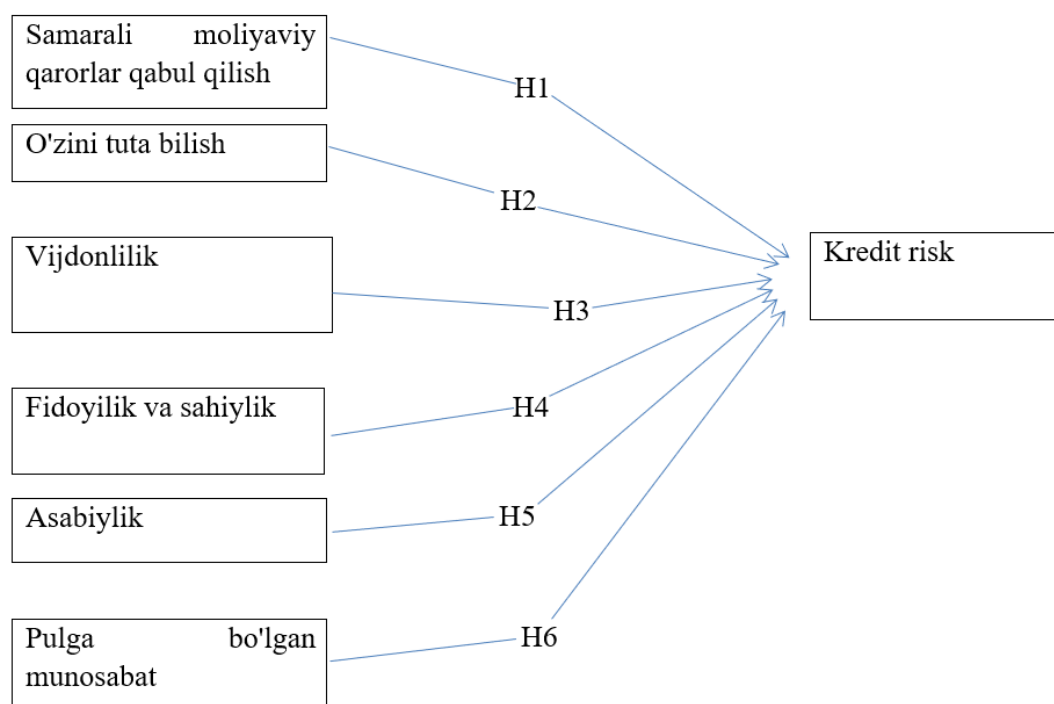 Samarali moliyaviy
qarorlar qabul qilish
H1
O'zini tuta bilish
H2
Vijdonlilik
H3
Kredit risk
Fidoyilik va sahiylik
H4
Asabiylik
H5
Pulga bo'lgan
munosabat
H6